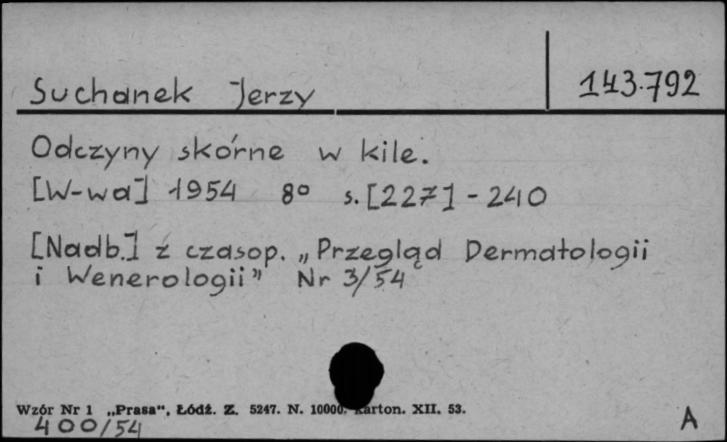 Suchanek Jerzy
143.792
Odczyny skórne w kile.
[W-wa] 1954 8º s. [227] - 240
[Nadb.] z czasop. „Przegląd Dermatologii
i Wenerologii" Nr 3/54
Wzór Nr 1 „Prasa", Łódź. Z. 5247. N. 10000. Karton. XII. 53.
400/54
A